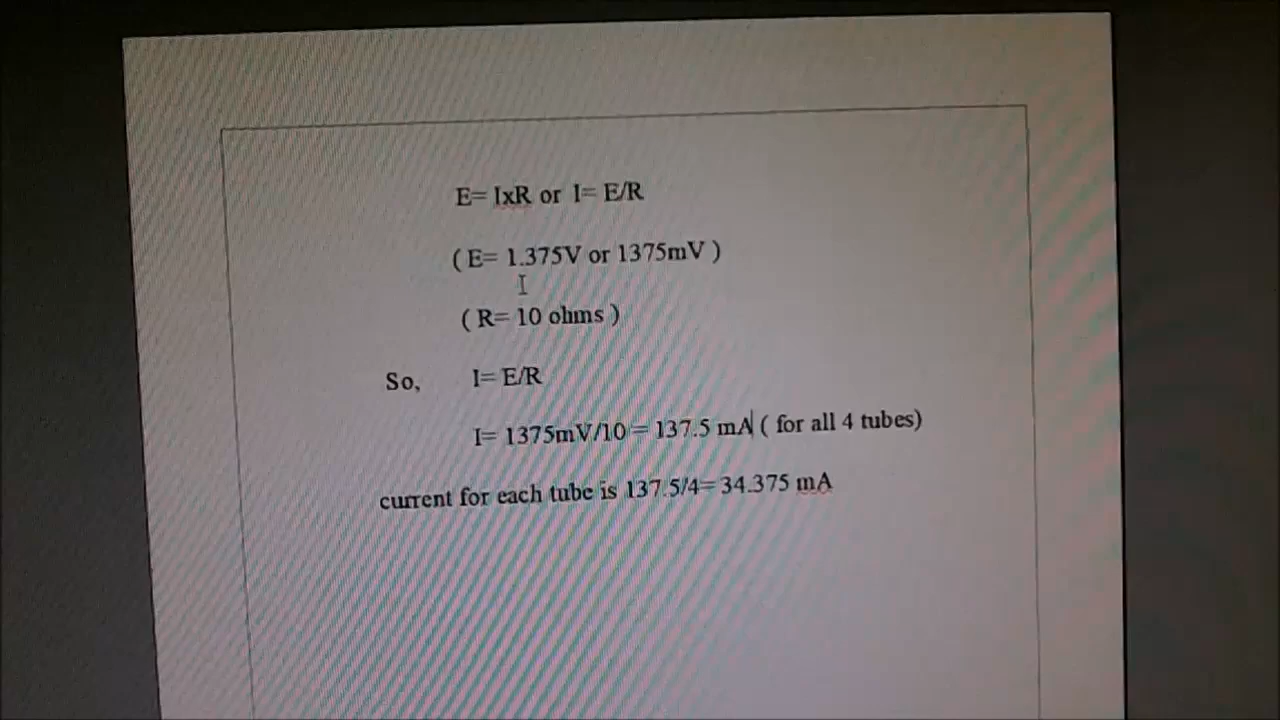 E= IxR or I= E/R
( E= 1.375V or 1375mV )
( R= 10 ohms )
So, I= E/R
I= 1375mV/10 = 137.5 mA ( for all 4 tubes)
current for each tube is 137.5/4= 34.375 mA